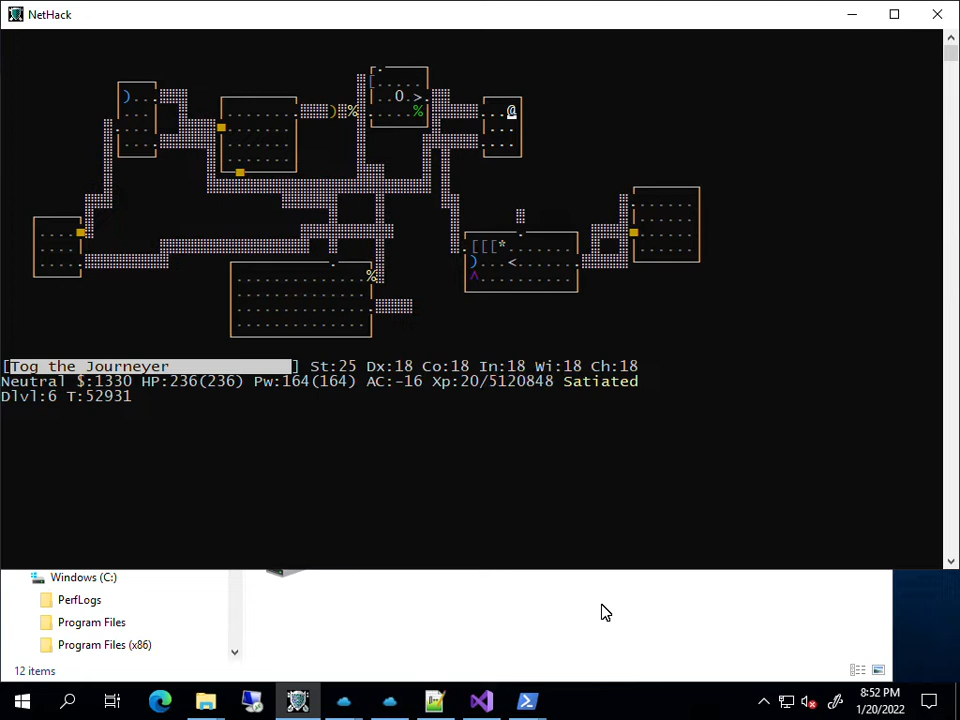 NetHack
[Tog the Journeyer ] St:25 Dx:18 Co:18 In:18 Wi:18 Ch:18
Neutral $:1330 HP:236(236) Pw:164(164) AC:-16 Xp:20/5120848 Satiated
Dlvl:6 T:52931
Windows (C:)
PerfLogs
Program Files
Program Files (x86)
12 items
8:52 PM
1/20/2022